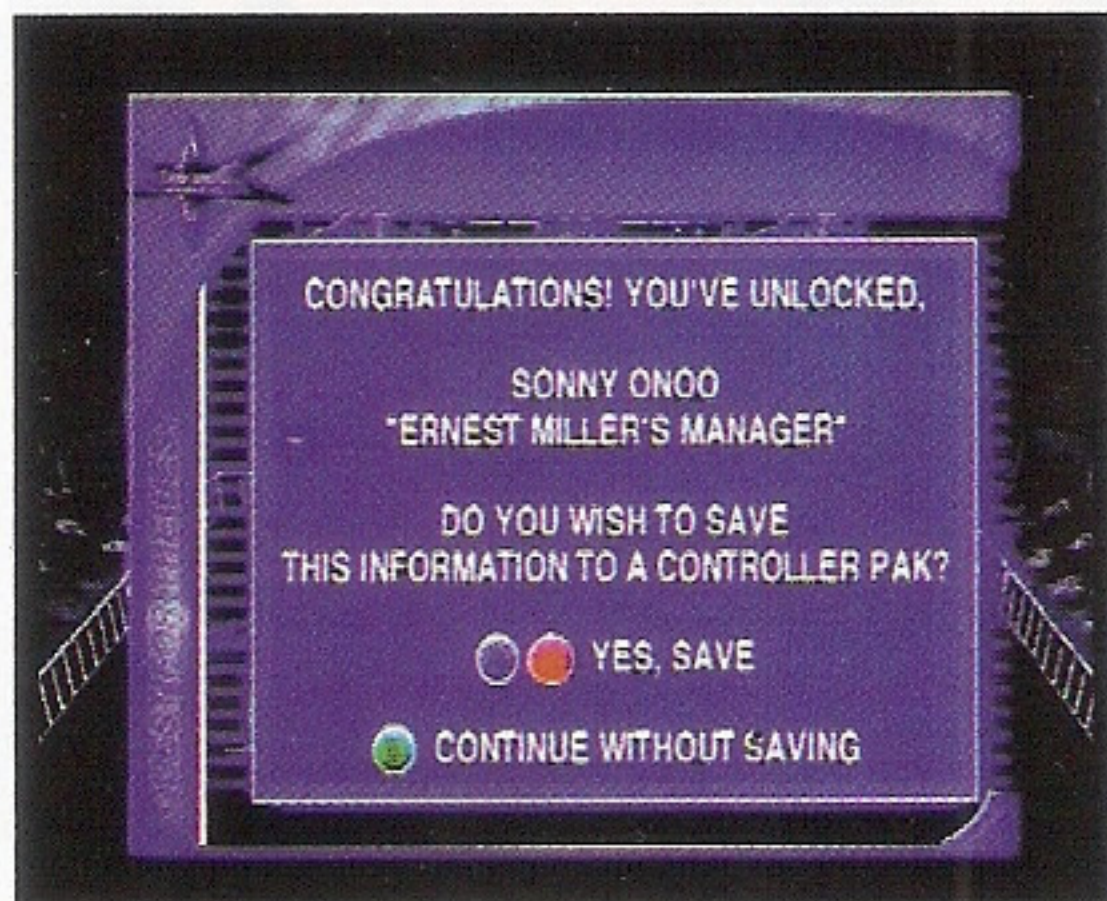 CONGRATULATIONS! YOU'VE UNLOCKED,
SONNY ONOO
"ERNEST MILLER'S MANAGER"
DO YOU WISH TO SAVE
THIS INFORMATION TO A CONTROLLER PAK?
YES, SAVE
CONTINUE WITHOUT SAVING